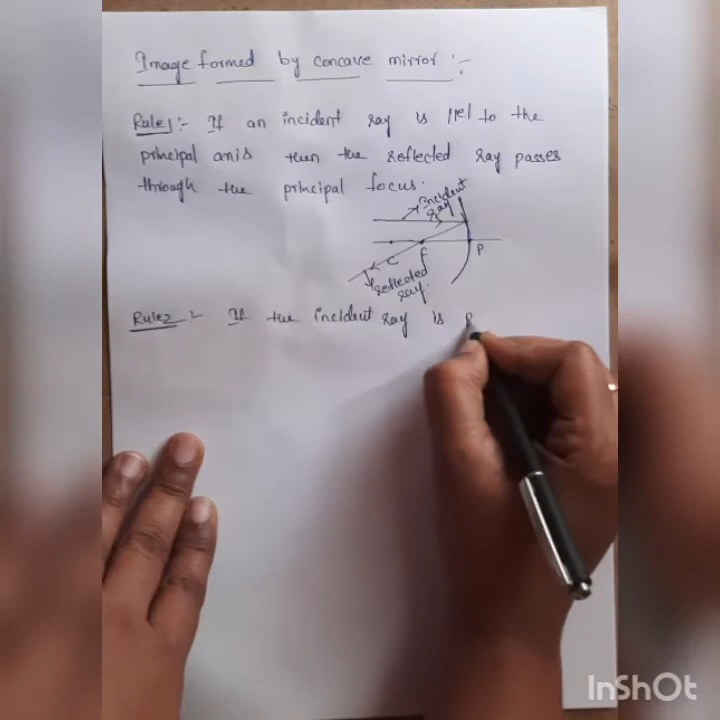 Image formed by concave mirror :-
Rule1 :- If an incident ray is llel to the
principal axis then the reflected ray passes
through the principal focus.
Incident
ray
C
F
P
reflected
ray.
Rule2 :- If the incident ray is P
InShOt